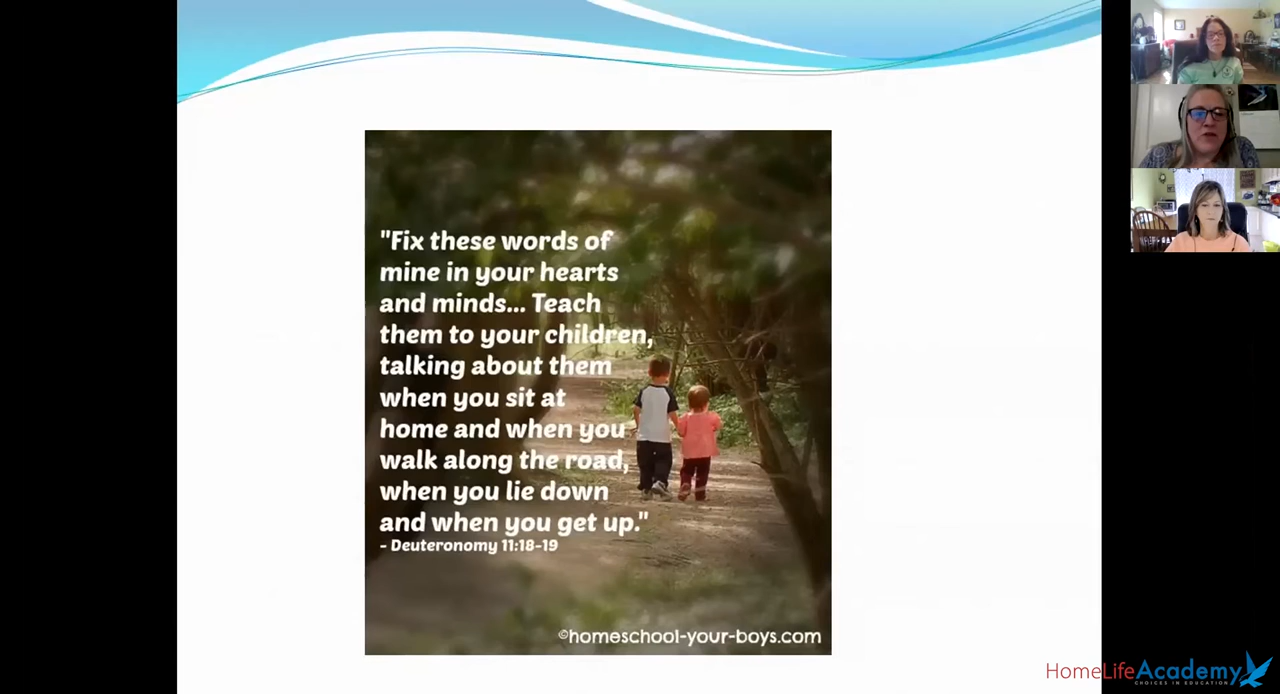 "Fix these words of
mine in your hearts
and minds... Teach
them to your children,
talking about them
when you sit at
home and when you
walk along the road,
when you lie down
and when you get up."
- Deuteronomy 11:18-19
©homeschool-your-boys.com
HomeLifeAcademy
CHOICES IN EDUCATION